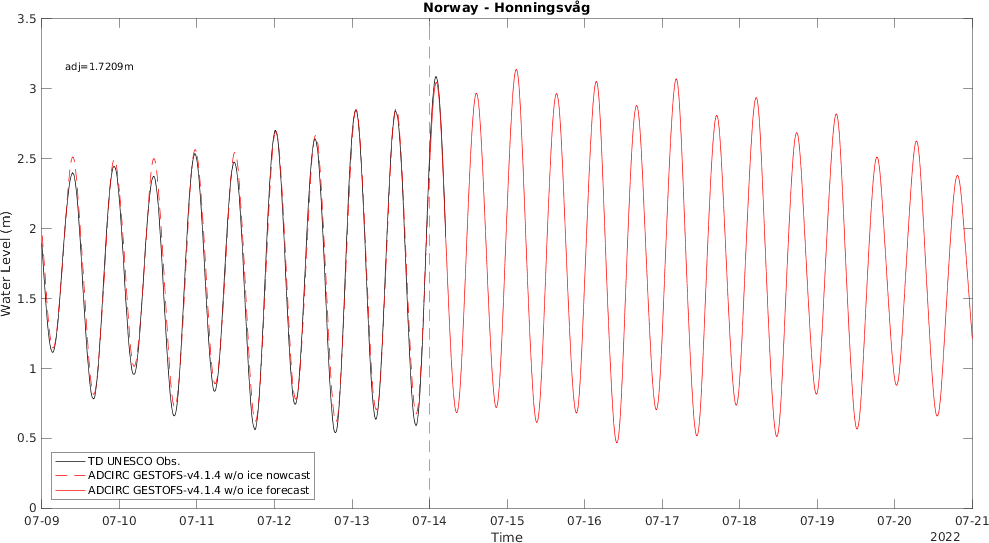 Norway - Honningsvåg
3.5
adj=1.7209m
3
2.5
2
Water Level (m)
1.5
1
0.5
0
TD UNESCO Obs.
ADCIRC GESTOFS-v4.1.4 w/o ice nowcast
ADCIRC GESTOFS-v4.1.4 w/o ice forecast
07-09 07-10 07-11 07-12 07-13 07-14 07-15 07-16 07-17 07-18 07-19 07-20 07-21
Time
2022